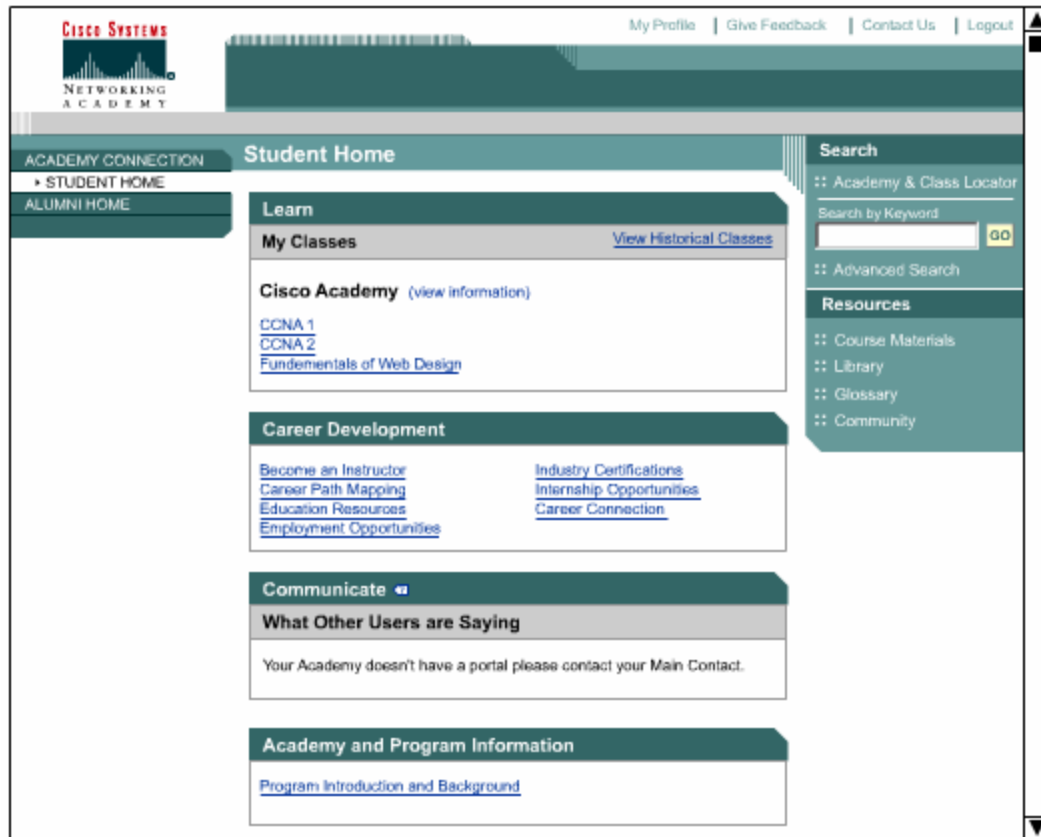 CISCO SYSTEMS
NETWORKING
ACADEMY
My Profile | Give Feedback | Contact Us | Logout
ACADEMY CONNECTION
STUDENT HOME
ALUMNI HOME
Student Home
Learn
My Classes View Historical Classes
Cisco Academy (view information)
CCNA 1
CCNA 2
Fundementals of Web Design
Career Development
Become an Instructor
Career Path Mapping
Education Resources
Employment Opportunities
Industry Certifications
Internship Opportunities
Career Connection
Communicate
What Other Users are Saying
Your Academy doesn't have a portal please contact your Main Contact.
Academy and Program Information
Program Introduction and Background
Search
Academy & Class Locator
Search by Keyword
GO
Advanced Search
Resources
Course Materials
Library
Glossary
Community